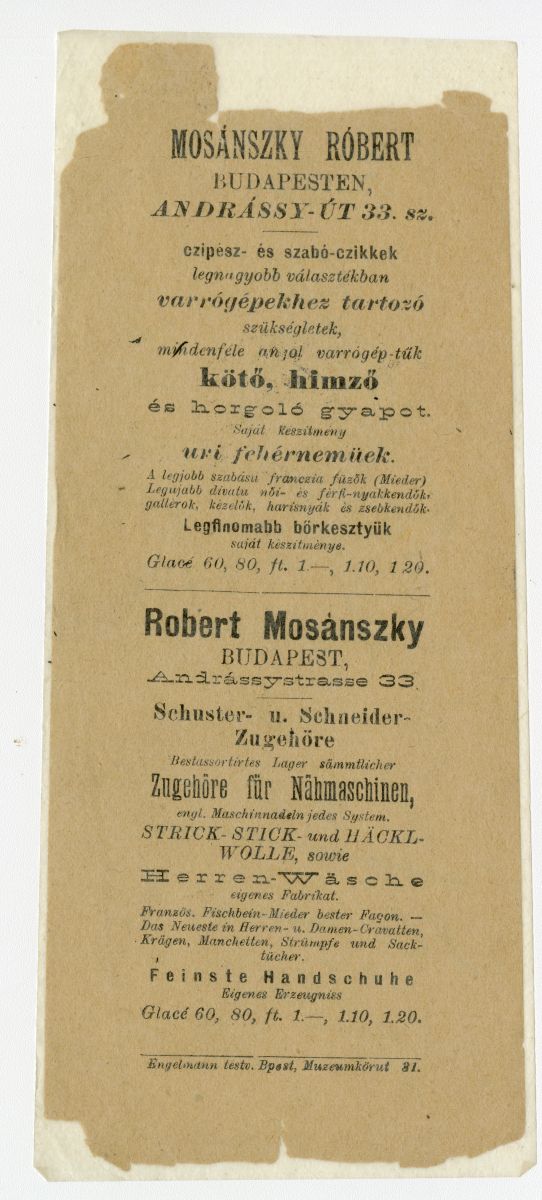 MOSÁNSZKY RÓBERT
BUDAPESTEN,
ANDRÁSSY-ÚT 33. sz.
czipész- és szabó-czikkek
legnagyobb választékban
varrógépekhez tartozó
szükségletek,
mindenféle angol varrógép-tűk
kötő, himző
és horgoló gyapot.
Saját készítmény
uri fehérneműek.
A legjobb szabásu franczia füzők (Mieder)
Legujabb divatu női- és férfi-nyakkendők,
gallérok, kézelők, harisnyák és zsebkendők.
Legfinomabb bőrkesztyük
saját készítménye.
Glacé 60, 80, ft. 1.—, 1.10, 1 20.
Robert Mosánszky
BUDAPEST,
Andrássystrasse 33
Schuster- u. Schneider-
Zugehöre
Bestassortirtes Lager sämmtlicher
Zugehöre für Nähmaschinen,
engl. Maschinnadeln jedes System.
STRICK- STICK- und HÄCKL-
WOLLE, sowie
Herren-Wäsche
eigenes Fabrikat.
Französ. Fischbein-Mieder bester Façon. —
Das Neueste in Herren- u. Damen-Cravatten,
Krägen, Manchetten, Strümpfe und Sack-
tücher.
Feinste Handschuhe
Eigenes Erzeugniss
Glacé 60, 80, ft. 1.—, 1.10, 1.20.
Engelmann testv. Bpest, Muzeumkörut 31.